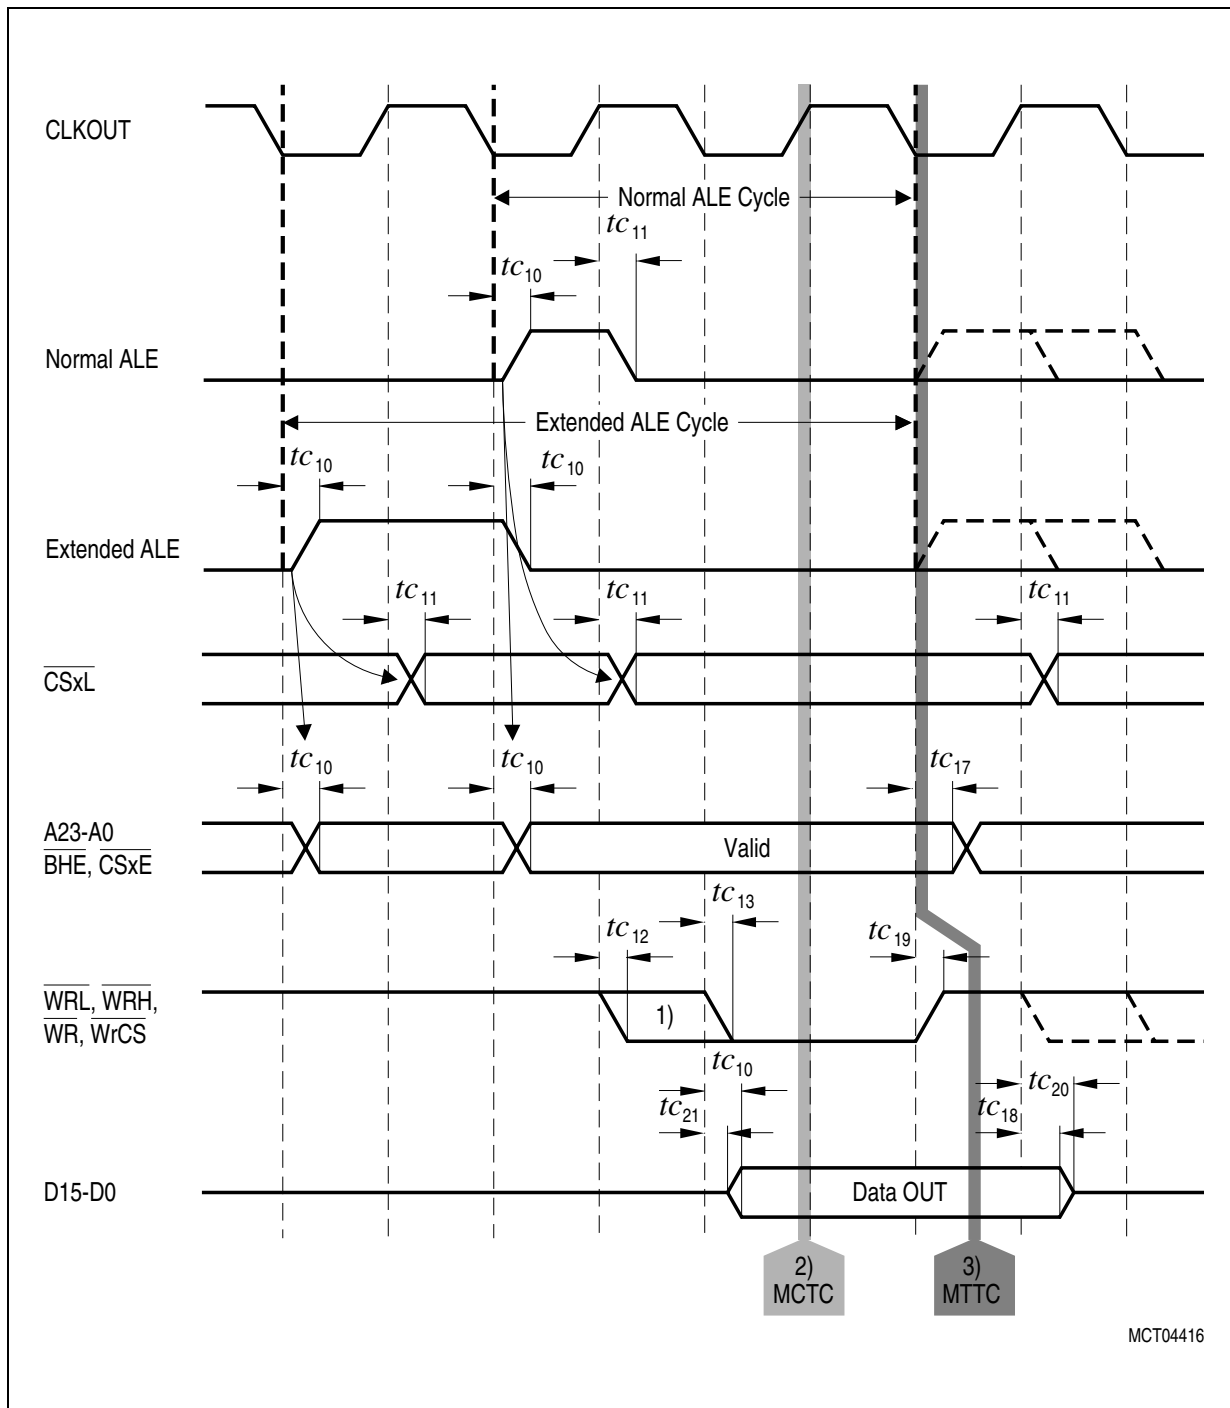 CLKOUT
Normal ALE Cycle
tc11
tc10
Normal ALE
Extended ALE Cycle
tc10
tc10
Extended ALE
tc11
tc11
tc11
CSxL
tc10
tc10
tc17
A23-A0
BHE, CSxE
Valid
tc13
tc12
tc19
WRL, WRH,
WR, WrCS
1)
tc10
tc20
tc21
tc18
D15-D0
Data OUT
2)
MCTC
3)
MTTC
MCT04416